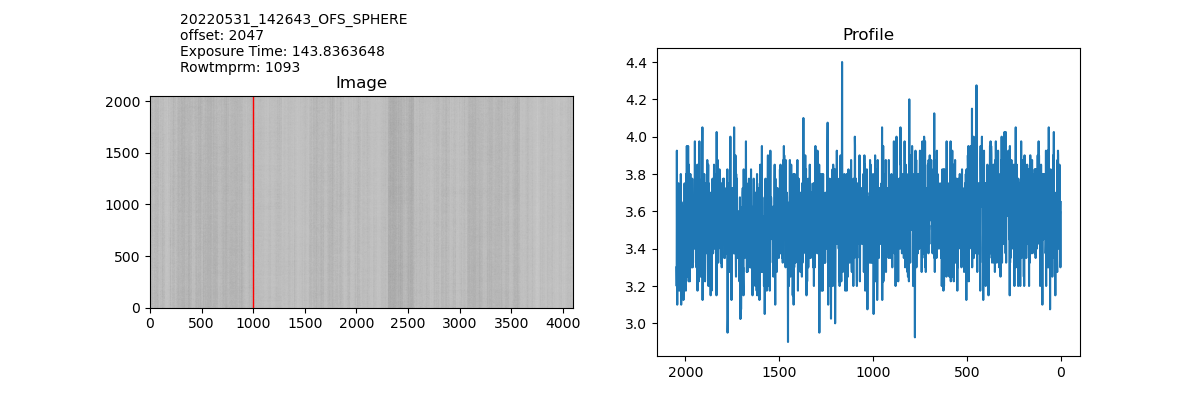 20220531_142643_OFS_SPHERE
offset: 2047
Exposure Time: 143.8363648
Rowtmprm: 1093
Image
2000
1500
1000
500
0
0 500 1000 1500 2000 2500 3000 3500 4000
Profile
4.4
4.2
4.0
3.8
3.6
3.4
3.2
3.0
2000 1500 1000 500 0